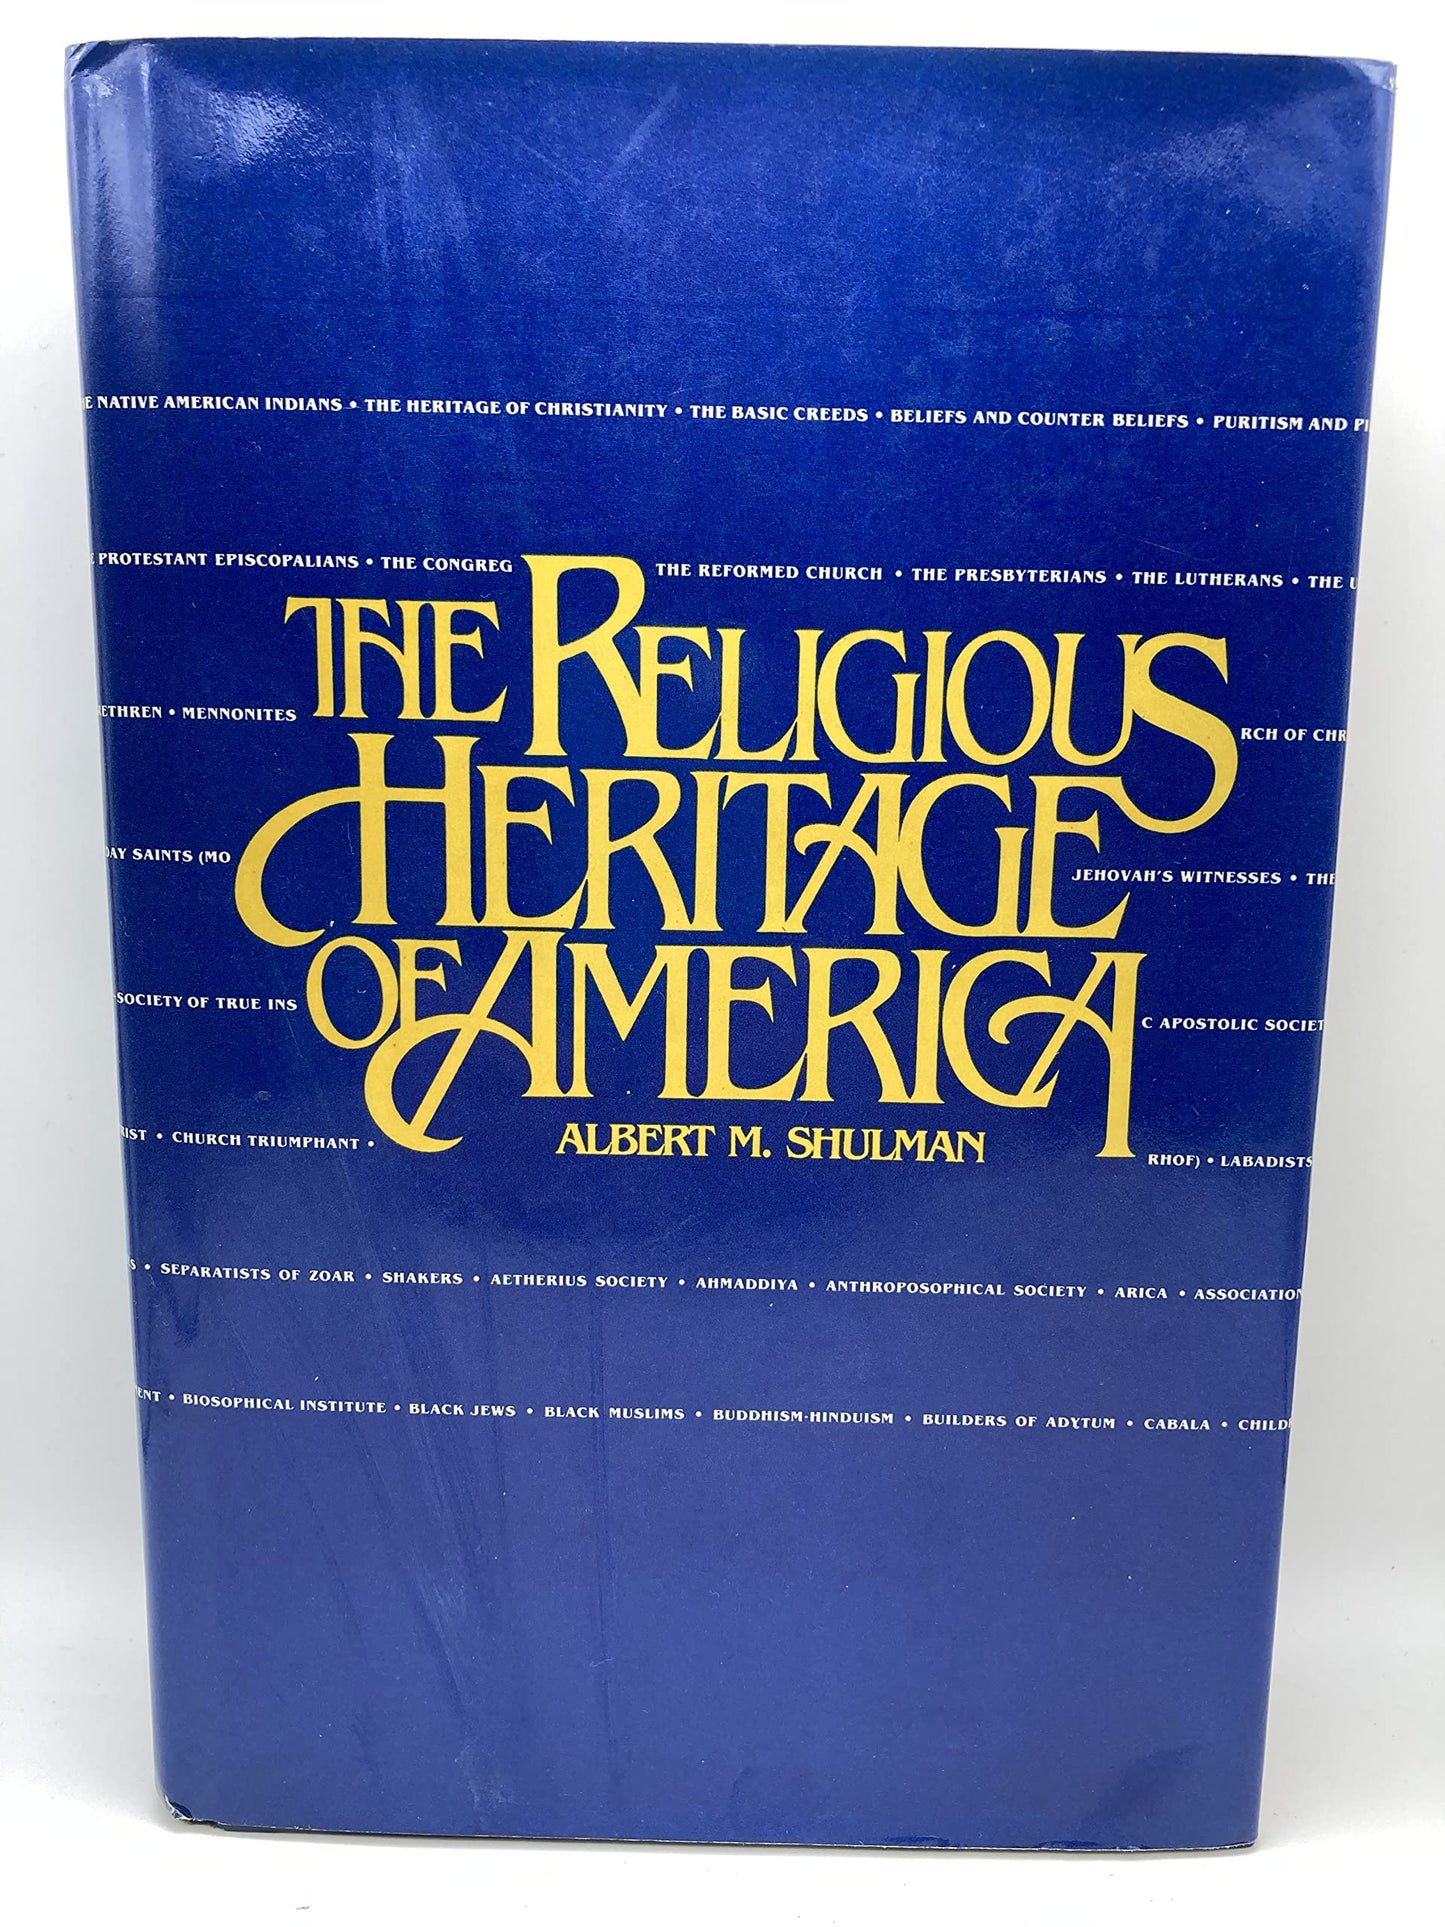 NATIVE AMERICAN INDIANS • THE HERITAGE OF CHRISTIANITY • THE BASIC CREEDS • BELIEFS AND COUNTER BELIEFS • PURITISM AND PI
PROTESTANT EPISCOPALIANS • THE CONGREG THE REFORMED CHURCH • THE PRESBYTERIANS • THE LUTHERANS • THE U
THE RELIGIOUS
ETHREN • MENNONITES RCH OF CHR
HERITAGE
DAY SAINTS (MO JEHOVAH'S WITNESSES • THE
OF AMERICA
SOCIETY OF TRUE INS C APOSTOLIC SOCIET
ALBERT M. SHULMAN
RIST • CHURCH TRIUMPHANT • RHOF) • LABADISTS
S • SEPARATISTS OF ZOAR • SHAKERS • AETHERIUS SOCIETY • AHMADDIYA • ANTHROPOSOPHICAL SOCIETY • ARICA • ASSOCIATION
ENT • BIOSOPHICAL INSTITUTE • BLACK JEWS • BLACK MUSLIMS • BUDDHISM-HINDUISM • BUILDERS OF ADYTUM • CABALA • CHILD